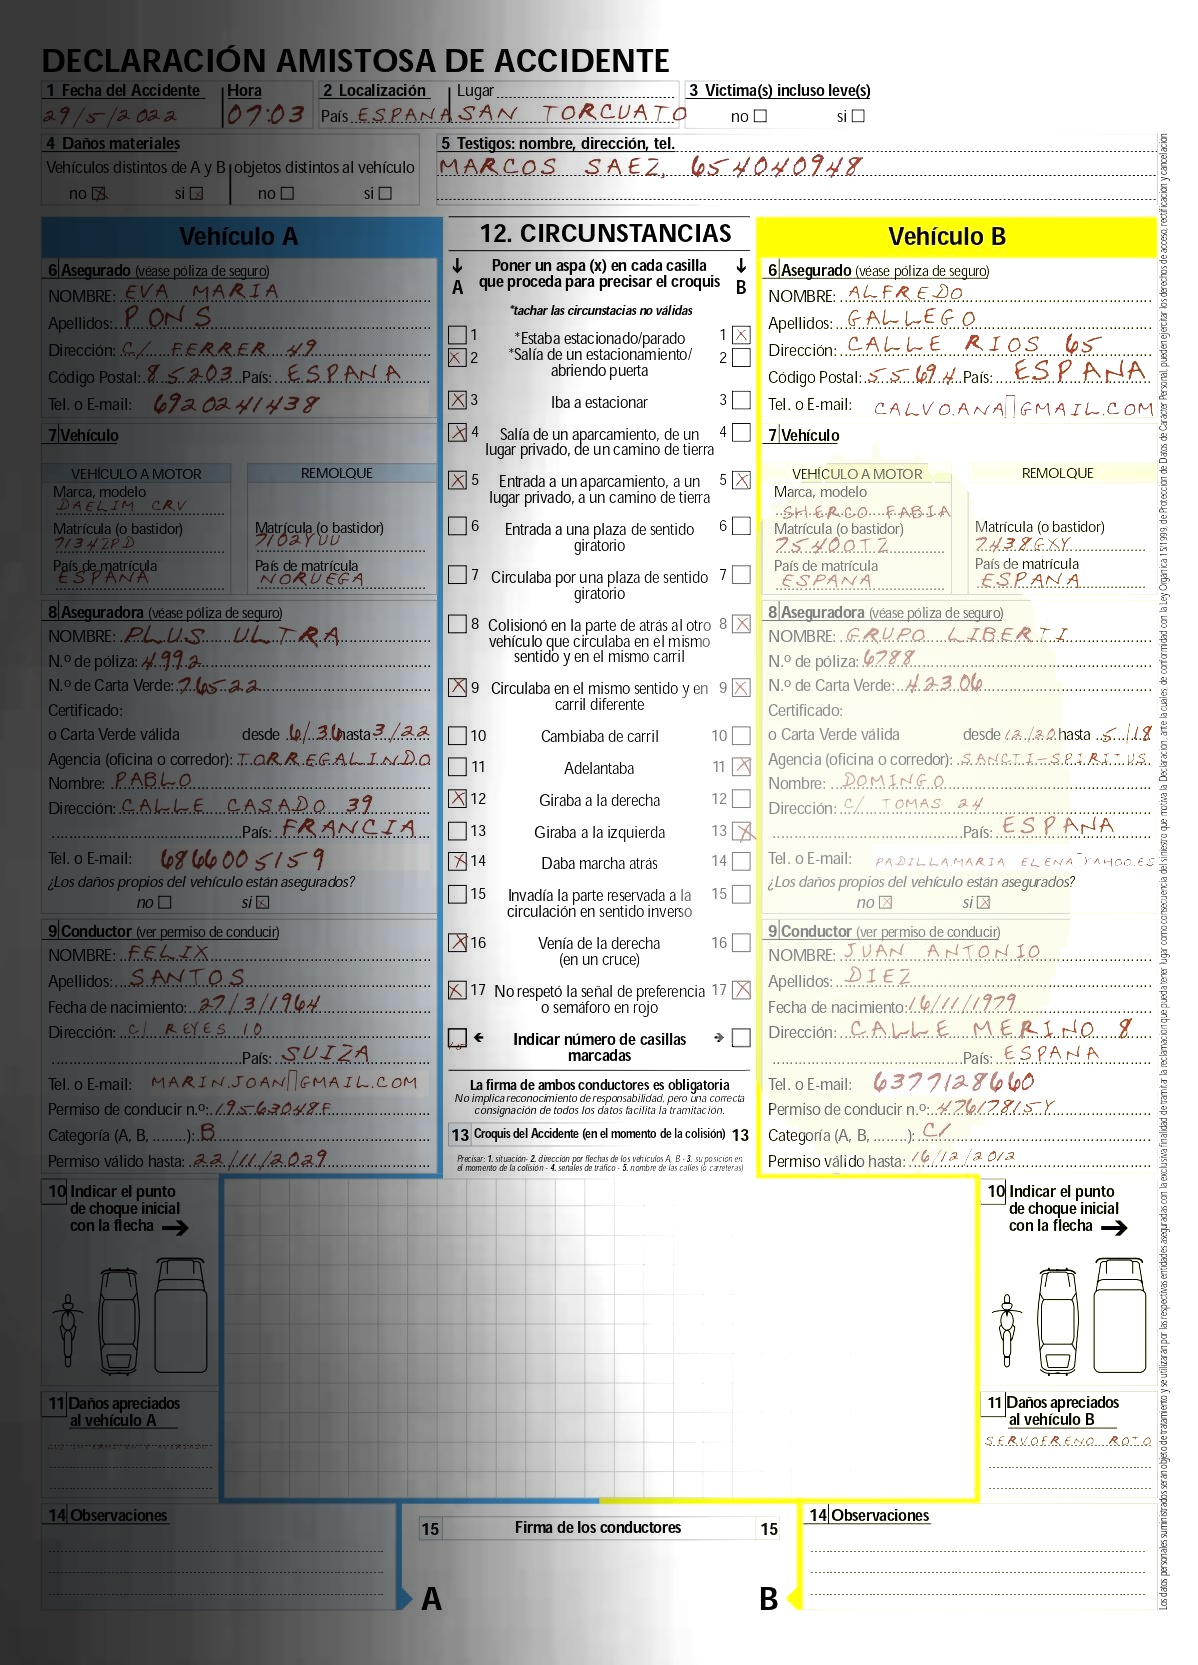 DECLARACIÓN AMISTOSA DE ACCIDENTE
1 Fecha del Accidente Hora 2 Localización Lugar 3 Victima(s) incluso leve(s)
29/5/2022 07:03 País ESPAÑA SAN TORCUATO no si
4 Daños materiales
Vehículos distintos de A y B objetos distintos al vehículo
no X si X no si
5 Testigos: nombre, dirección, tel.
MARCOS SAEZ, 654040948
Vehículo A
6 Asegurado (véase póliza de seguro)
NOMBRE: EVA MARIA
Apellidos: PONS
Dirección: C/ FERRER 49
Código Postal: 85203 País: ESPAÑA
Tel. o E-mail: 6920241438
7 Vehículo
VEHÍCULO A MOTOR REMOLQUE
Marca, modelo
DAELIM CRV
Matrícula (o bastidor) Matrícula (o bastidor)
7134ZPD 7102YUU
País de matrícula País de matrícula
ESPAÑA NORUEGA
8 Aseguradora (véase póliza de seguro)
NOMBRE: PLUS ULTRA
N.º de póliza: 4992
N.º de Carta Verde: 76522
Certificado:
o Carta Verde válida desde 6/36 hasta 3/22
Agencia (oficina o corredor): TORREGALINDO
Nombre: PABLO
Dirección: CALLE CASADO 39
País: FRANCIA
Tel. o E-mail: 6866005159
¿Los daños propios del vehículo están asegurados?
no si X
9 Conductor (ver permiso de conducir)
NOMBRE: FELIX
Apellidos: SANTOS
Fecha de nacimiento: 27/3/1964
Dirección: C/ REYES 10
País: SUIZA
Tel. o E-mail: MARIN.JOAN GMAIL.COM
Permiso de conducir n.º: 19563048F
Categoría (A, B, ........): B
Permiso válido hasta: 22/11/2029
10 Indicar el punto
de choque inicial
con la flecha
11 Daños apreciados
al vehículo A
14 Observaciones
12. CIRCUNSTANCIAS
A Poner un aspa (x) en cada casilla B
que proceda para precisar el croquis
*tachar las circunstacias no válidas
1 *Estaba estacionado/parado 1 X
X 2 *Salía de un estacionamiento/ 2
abriendo puerta
X 3 Iba a estacionar 3
X 4 Salía de un aparcamiento, de un 4
lugar privado, de un camino de tierra
X 5 Entrada a un aparcamiento, a un 5 X
lugar privado, a un camino de tierra
6 Entrada a una plaza de sentido 6
giratorio
7 Circulaba por una plaza de sentido 7
giratorio
8 Colisionó en la parte de atrás al otro 8 X
vehículo que circulaba en el mismo
sentido y en el mismo carril
X 9 Circulaba en el mismo sentido y en 9 X
carril diferente
10 Cambiaba de carril 10
11 Adelantaba 11 X
X 12 Giraba a la derecha 12
13 Giraba a la izquierda 13 X
X 14 Daba marcha atrás 14
15 Invadía la parte reservada a la 15
circulación en sentido inverso
X 16 Venía de la derecha 16
(en un cruce)
X 17 No respetó la señal de preferencia 17 X
o semáforo en rojo
Indicar número de casillas
marcadas
La firma de ambos conductores es obligatoria
No implica reconocimiento de responsabilidad, pero una correcta
consignación de todos los datos facilita la tramitación.
13 Croquis del Accidente (en el momento de la colisión) 13
Precisar: 1. situación- 2. dirección por flechas de los vehículos A, B - 3. su posición en
el momento de la colisión - 4. señales de tráfico - 5. nombre de las calles (o carreteras)
15 Firma de los conductores 15
A B
Vehículo B
6 Asegurado (véase póliza de seguro)
NOMBRE: ALFREDO
Apellidos: GALLEGO
Dirección: CALLE RIOS 65
Código Postal: 55694 País: ESPAÑA
Tel. o E-mail: CALVO.ANA GMAIL.COM
7 Vehículo
VEHÍCULO A MOTOR REMOLQUE
Marca, modelo
SHERCO FABIA
Matrícula (o bastidor) Matrícula (o bastidor)
7540OTZ 7438GXY
País de matrícula País de matrícula
ESPAÑA ESPAÑA
8 Aseguradora (véase póliza de seguro)
NOMBRE: GRUPO LIBERTI
N.º de póliza: 6788
N.º de Carta Verde: 42306
Certificado:
o Carta Verde válida desde 12/20 hasta 5/18
Agencia (oficina o corredor): SANCTI-SPIRITUS
Nombre: DOMINGO
Dirección: C/ TOMAS 24
País: ESPAÑA
Tel. o E-mail: PADILLA.MARIA ELENA YAHOO.ES
¿Los daños propios del vehículo están asegurados?
no X si X
9 Conductor (ver permiso de conducir)
NOMBRE: JUAN ANTONIO
Apellidos: DIEZ
Fecha de nacimiento: 16/11/1979
Dirección: CALLE MERINO 8
País: ESPAÑA
Tel. o E-mail: 6377128660
Permiso de conducir n.º: 47617815Y
Categoría (A, B, ........): C1
Permiso válido hasta: 16/12/2012
10 Indicar el punto
de choque inicial
con la flecha
11 Daños apreciados
al vehículo B
SERVOFRENO ROTO
14 Observaciones
Los datos personales suministrados serán objeto de tratamiento y se utilizaran por las respectivas entidades aseguradas con la exclusiva finalidad de tramitar la reclamación que pueda tener lugar como consecuencia del siniestro que motiva la Declaracion, ante la cuales, de conformidad con la Ley Organica 15/1999, de Protección de Datos de Carácter Personal, pueden ejercitar los derechos de acceso, rectificación y cancelación